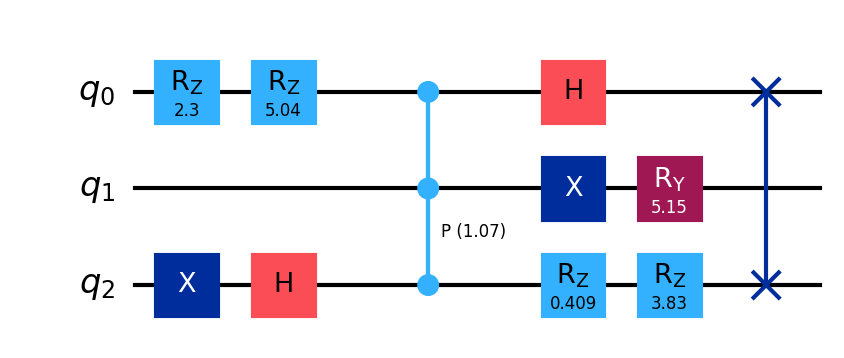 q0 RZ 2.3 RZ 5.04 H
q1 X RY 5.15
P (1.07)
q2 X H RZ 0.409 RZ 3.83